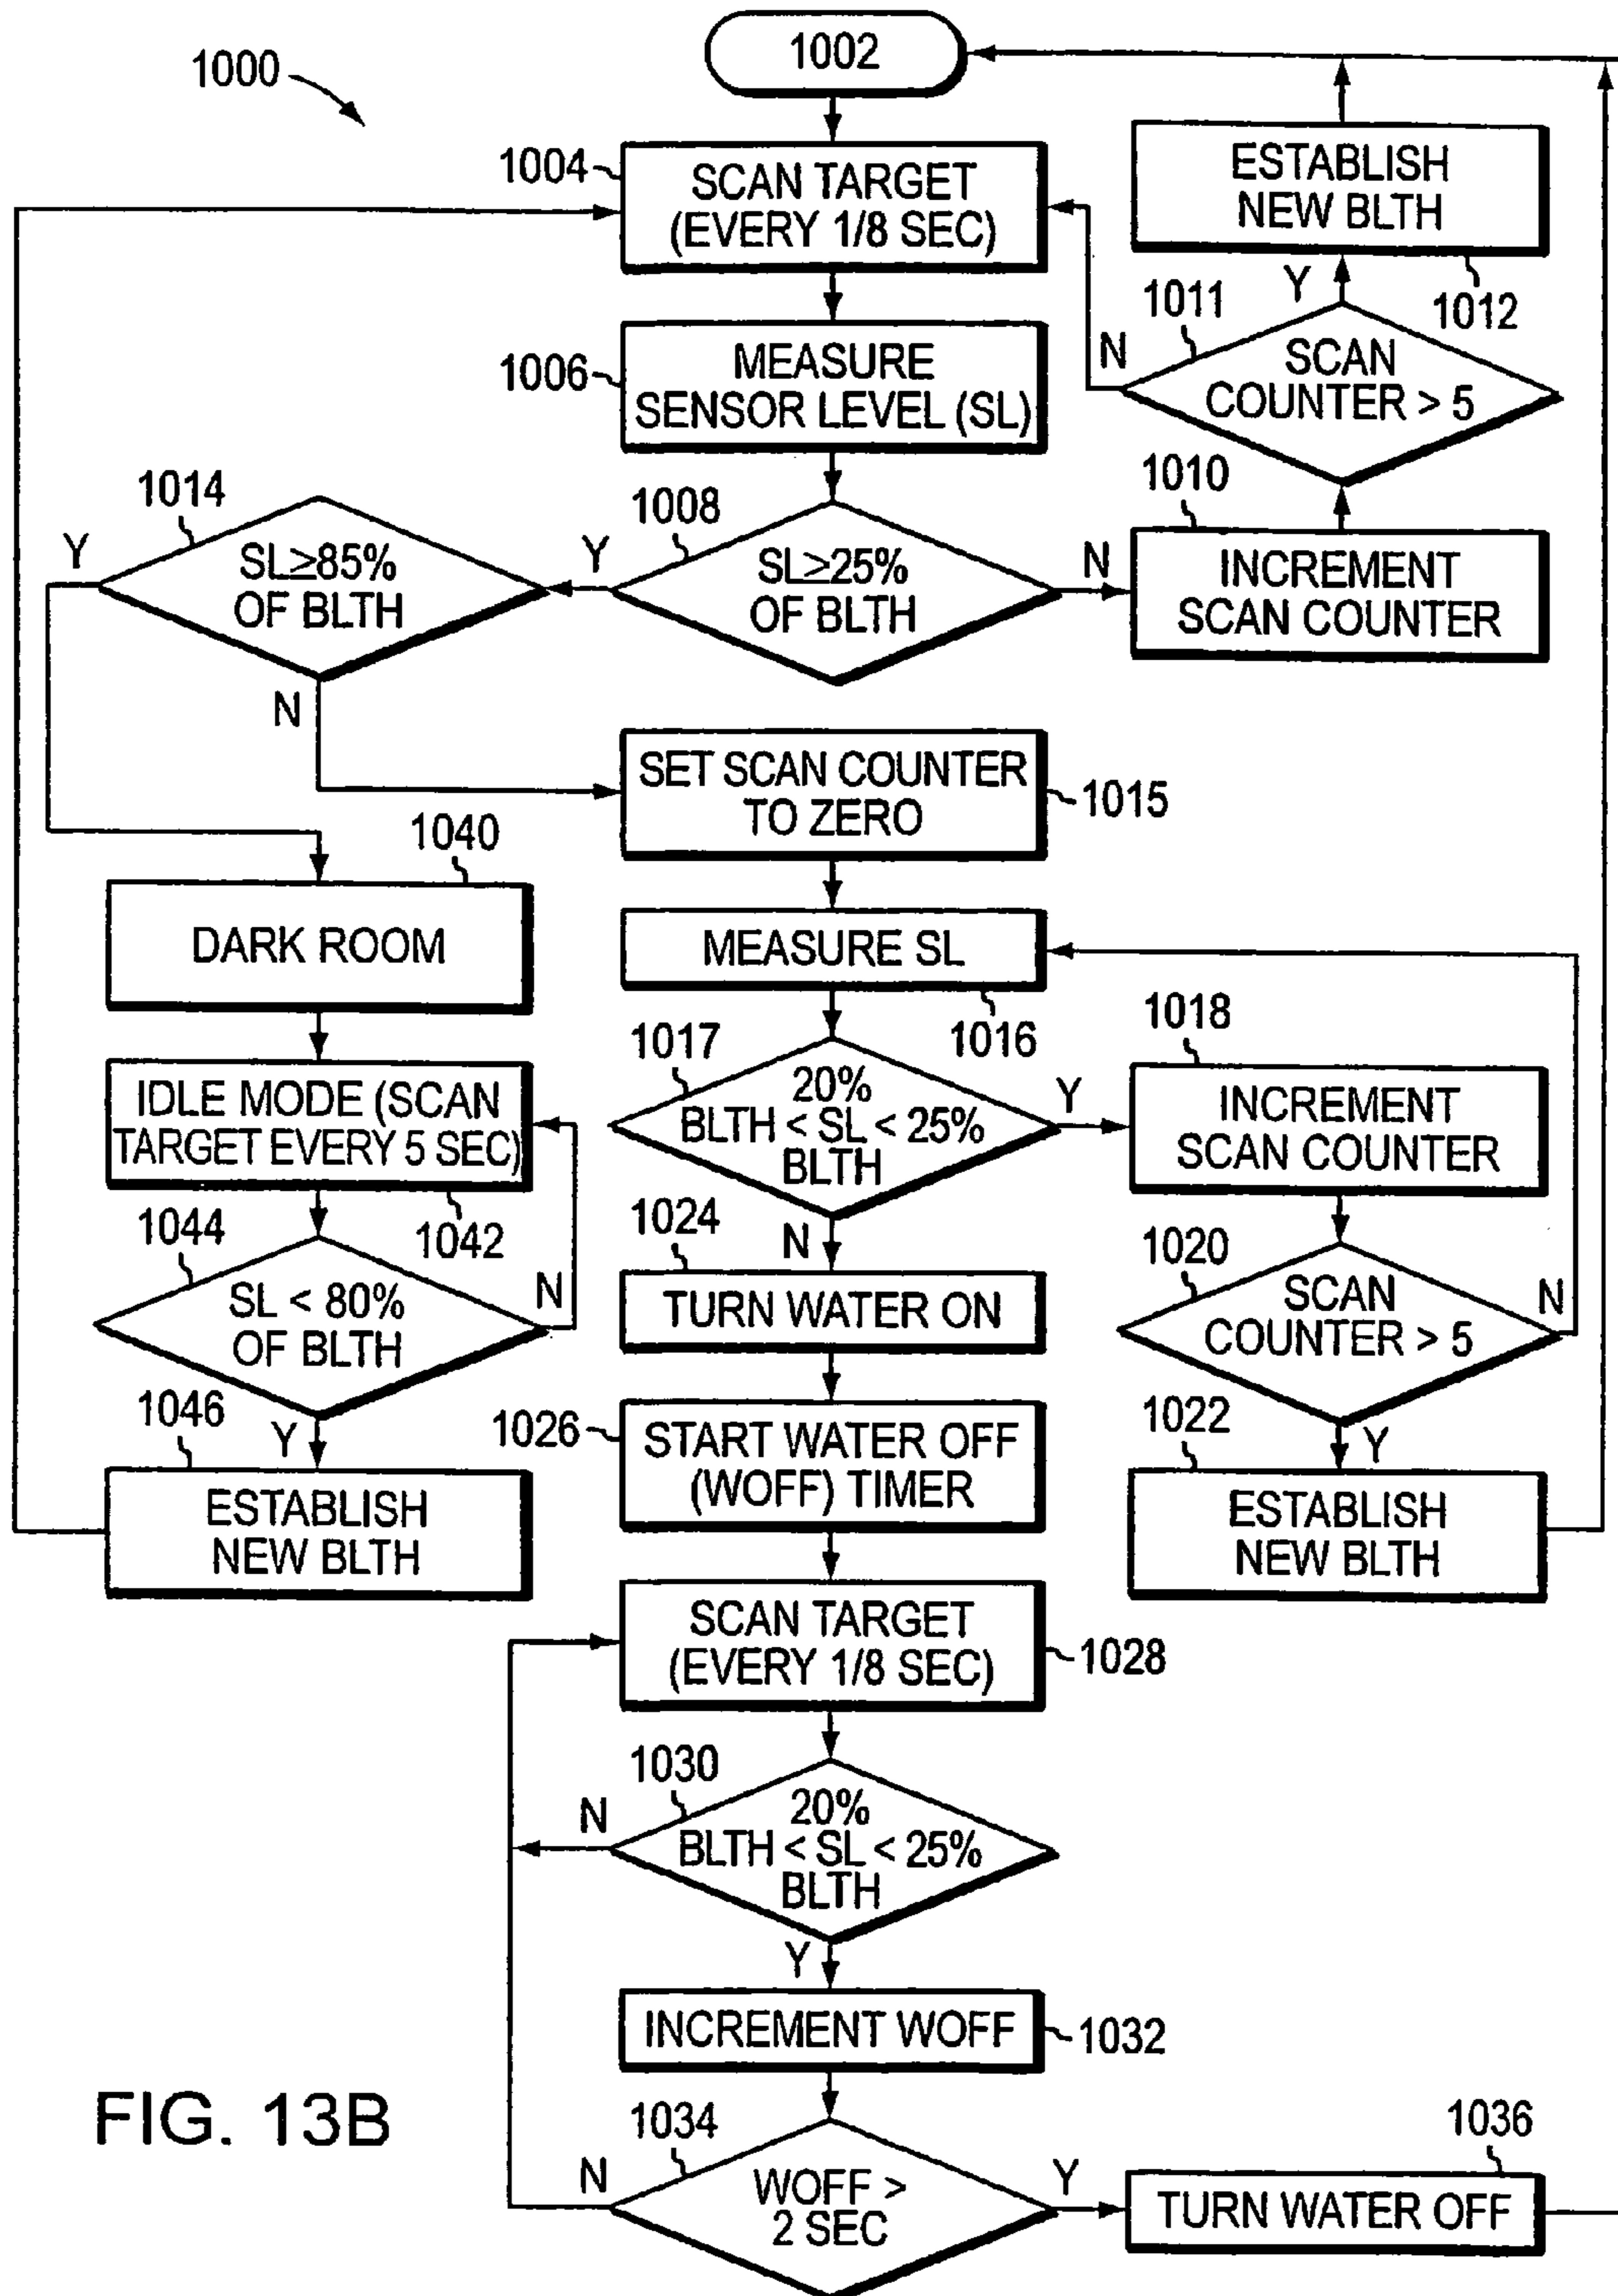 1000
1002
1004
SCAN TARGET
(EVERY 1/8 SEC)
ESTABLISH
NEW BLTH
1012
1006
MEASURE
SENSOR LEVEL (SL)
1011
Y
N
SCAN
COUNTER > 5
1014
Y
SL≥85%
OF BLTH
N
1008
Y
SL≥25%
OF BLTH
N
1010
INCREMENT
SCAN COUNTER
SET SCAN COUNTER
TO ZERO
1015
1040
DARK ROOM
MEASURE SL
1016
IDLE MODE (SCAN
TARGET EVERY 5 SEC)
1042
1017
20%
BLTH < SL < 25%
BLTH
Y
N
1018
INCREMENT
SCAN COUNTER
1044
SL < 80%
OF BLTH
N
Y
1024
TURN WATER ON
1020
SCAN
COUNTER > 5
N
Y
1046
ESTABLISH
NEW BLTH
1026
START WATER OFF
(WOFF) TIMER
1022
ESTABLISH
NEW BLTH
SCAN TARGET
(EVERY 1/8 SEC)
1028
1030
N
20%
BLTH < SL < 25%
BLTH
Y
INCREMENT WOFF
1032
FIG. 13B
1034
N
WOFF >
2 SEC
Y
1036
TURN WATER OFF